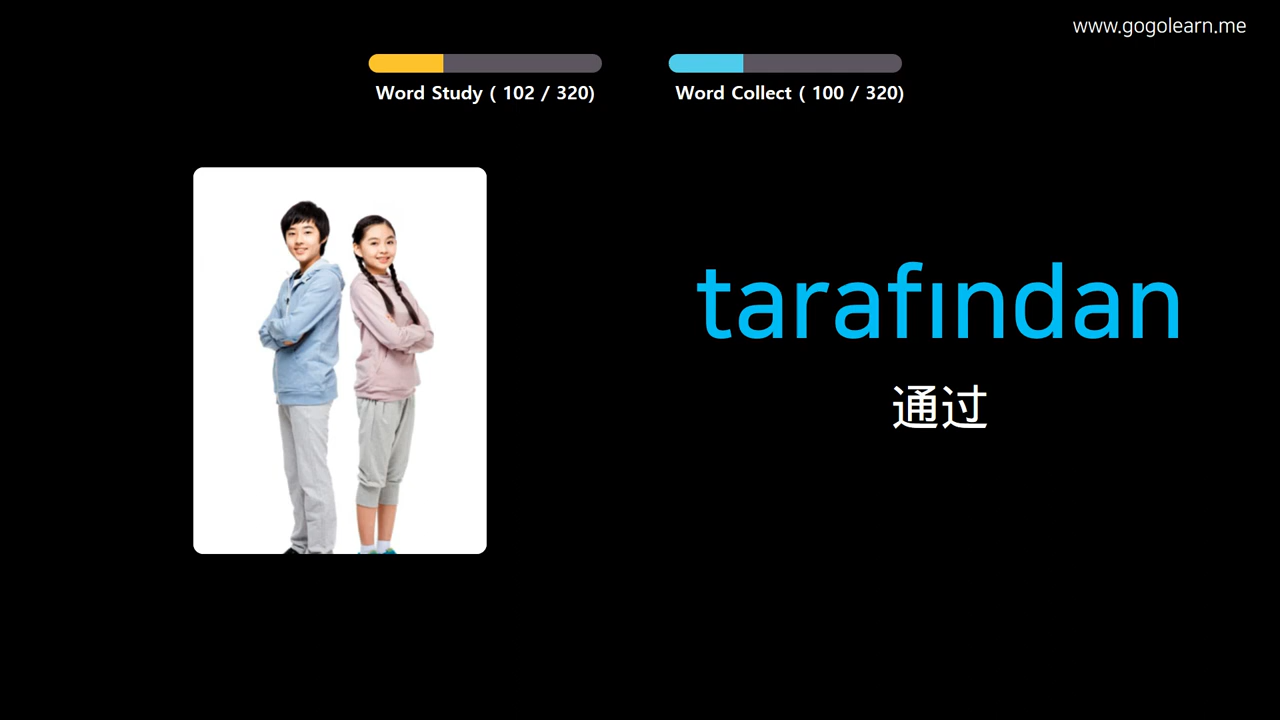 www.gogolearn.me
Word Study ( 102 / 320)
Word Collect ( 100 / 320)
tarafından
通过